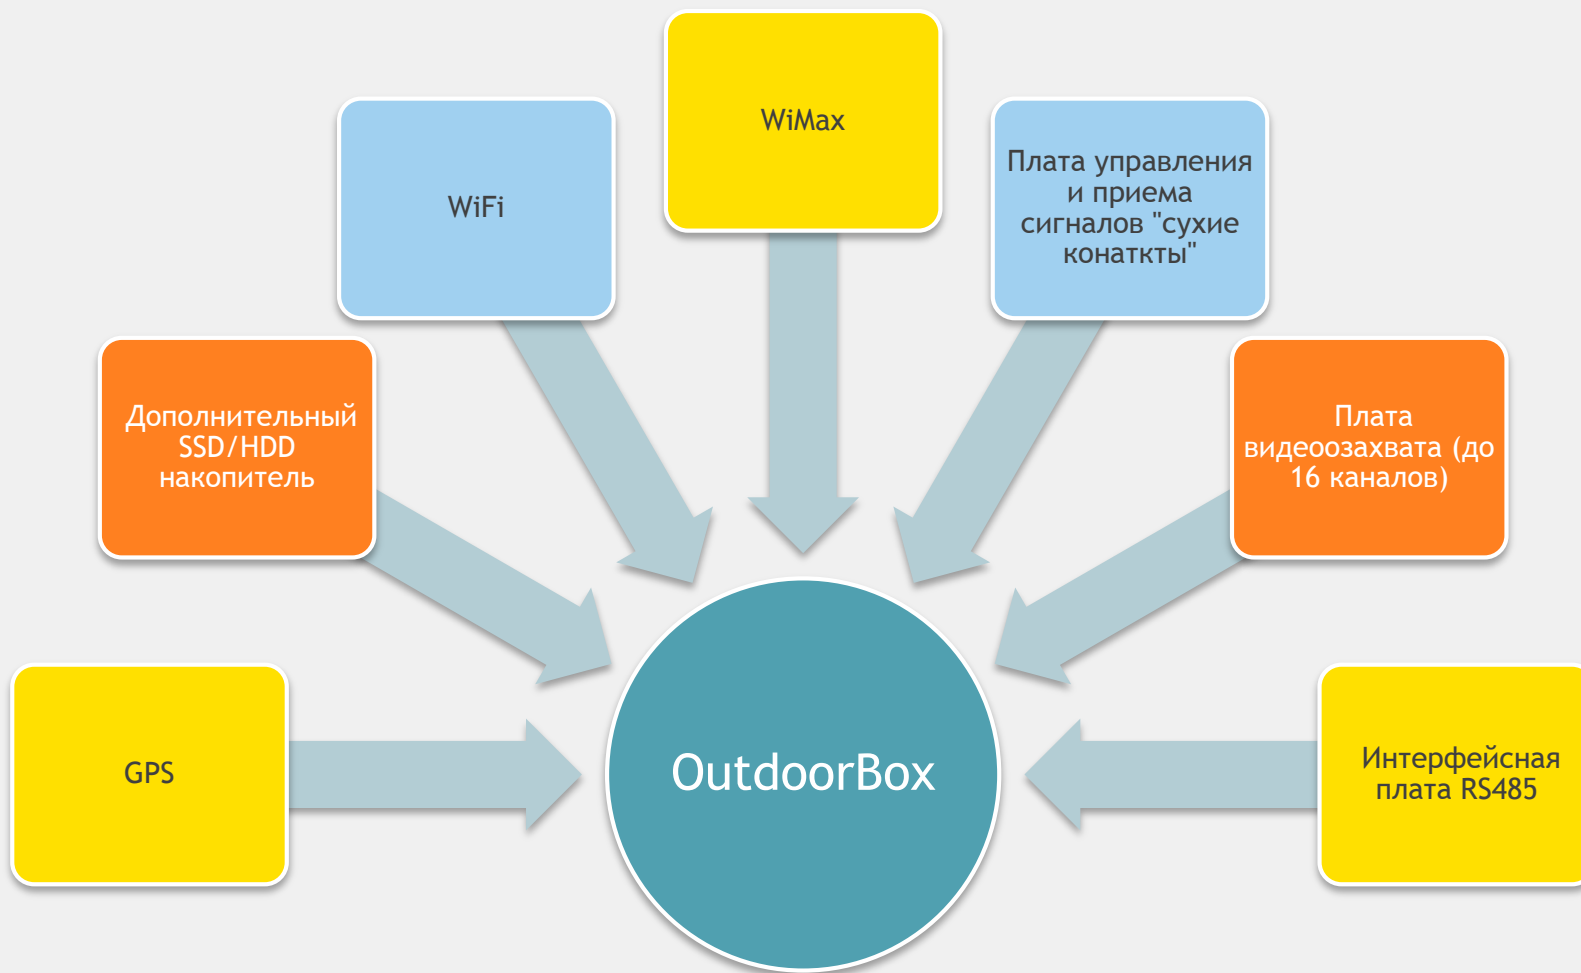 WiMax
WiFi
Плата управления
и приема
сигналов "сухие
конаткты"
Дополнительный
SSD/HDD
накопитель
Плата
видеоозахвата (до
16 каналов)
GPS
OutdoorBox
Интерфейсная
плата RS485